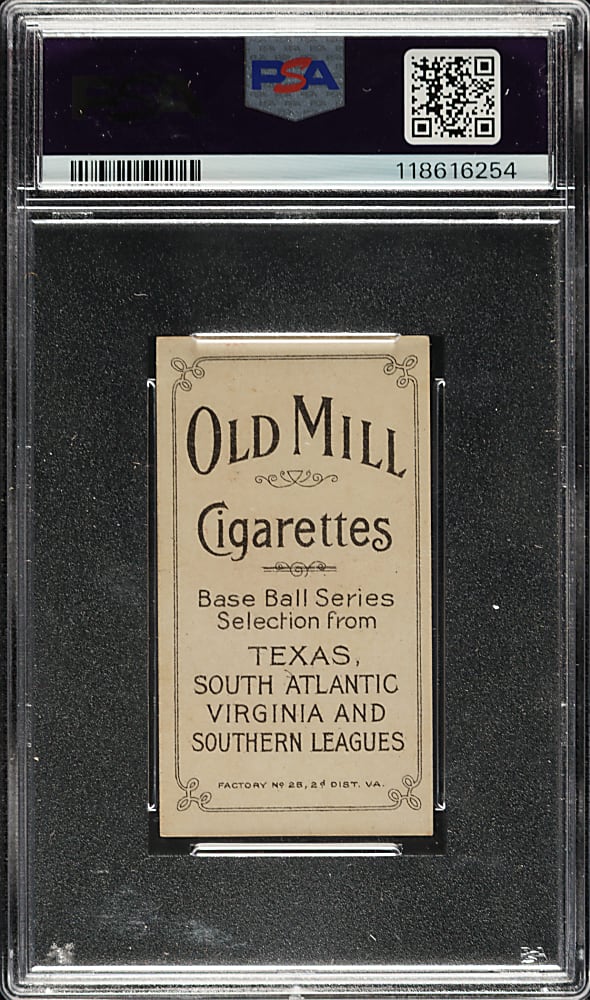 PSA
118616254
OLD MILL
Cigarettes
Base Ball Series
Selection from
TEXAS,
SOUTH ATLANTIC
VIRGINIA AND
SOUTHERN LEAGUES
FACTORY Nº 25, 2d DIST. VA.